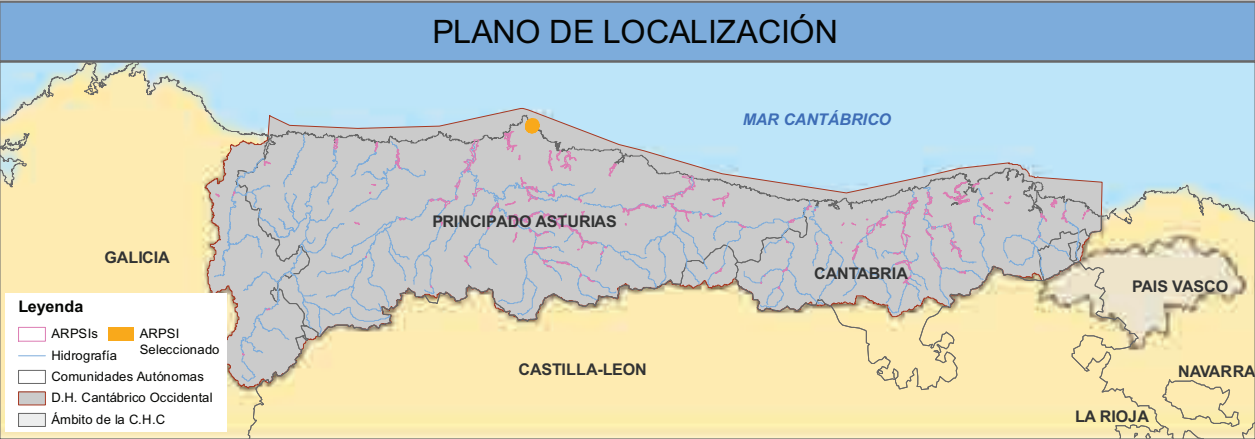 PLANO DE LOCALIZACIÓN
MAR CANTÁBRICO
PRINCIPADO ASTURIAS
GALICIA
CANTABRIA
PAIS VASCO
CASTILLA-LEON
NAVARRA
LA RIOJA
Leyenda
ARPSIs
ARPSI
Seleccionado
Hidrografía
Comunidades Autónomas
D.H. Cantábrico Occidental
Ámbito de la C.H.C